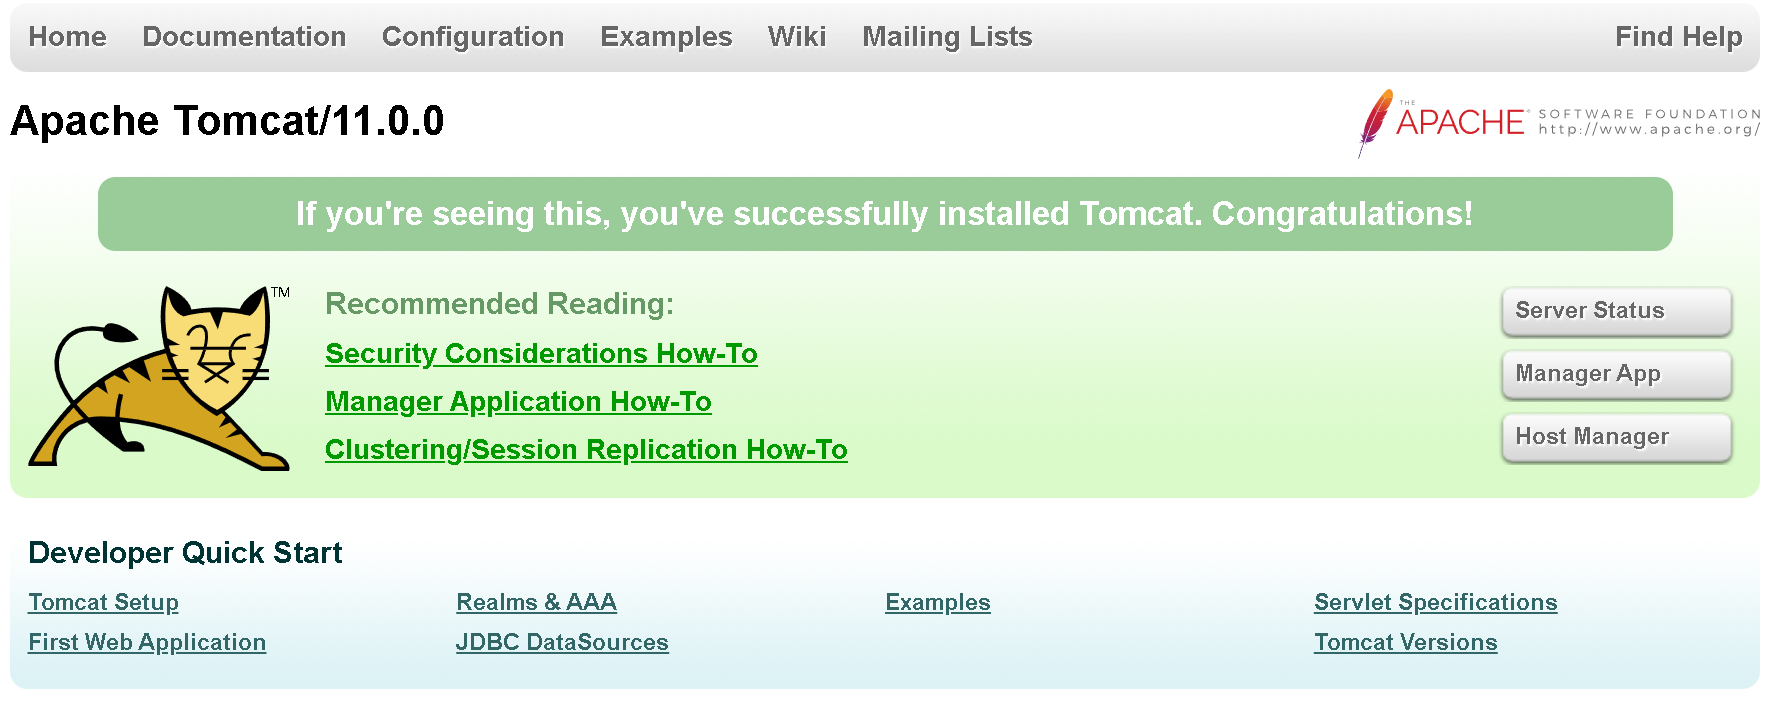 Home Documentation Configuration Examples Wiki Mailing Lists Find Help
Apache Tomcat/11.0.0
THE
APACHE® SOFTWARE FOUNDATION
http://www.apache.org/
If you're seeing this, you've successfully installed Tomcat. Congratulations!
TM
Recommended Reading:
Security Considerations How-To
Manager Application How-To
Clustering/Session Replication How-To
Server Status
Manager App
Host Manager
Developer Quick Start
Tomcat Setup Realms & AAA Examples Servlet Specifications
First Web Application JDBC DataSources Tomcat Versions